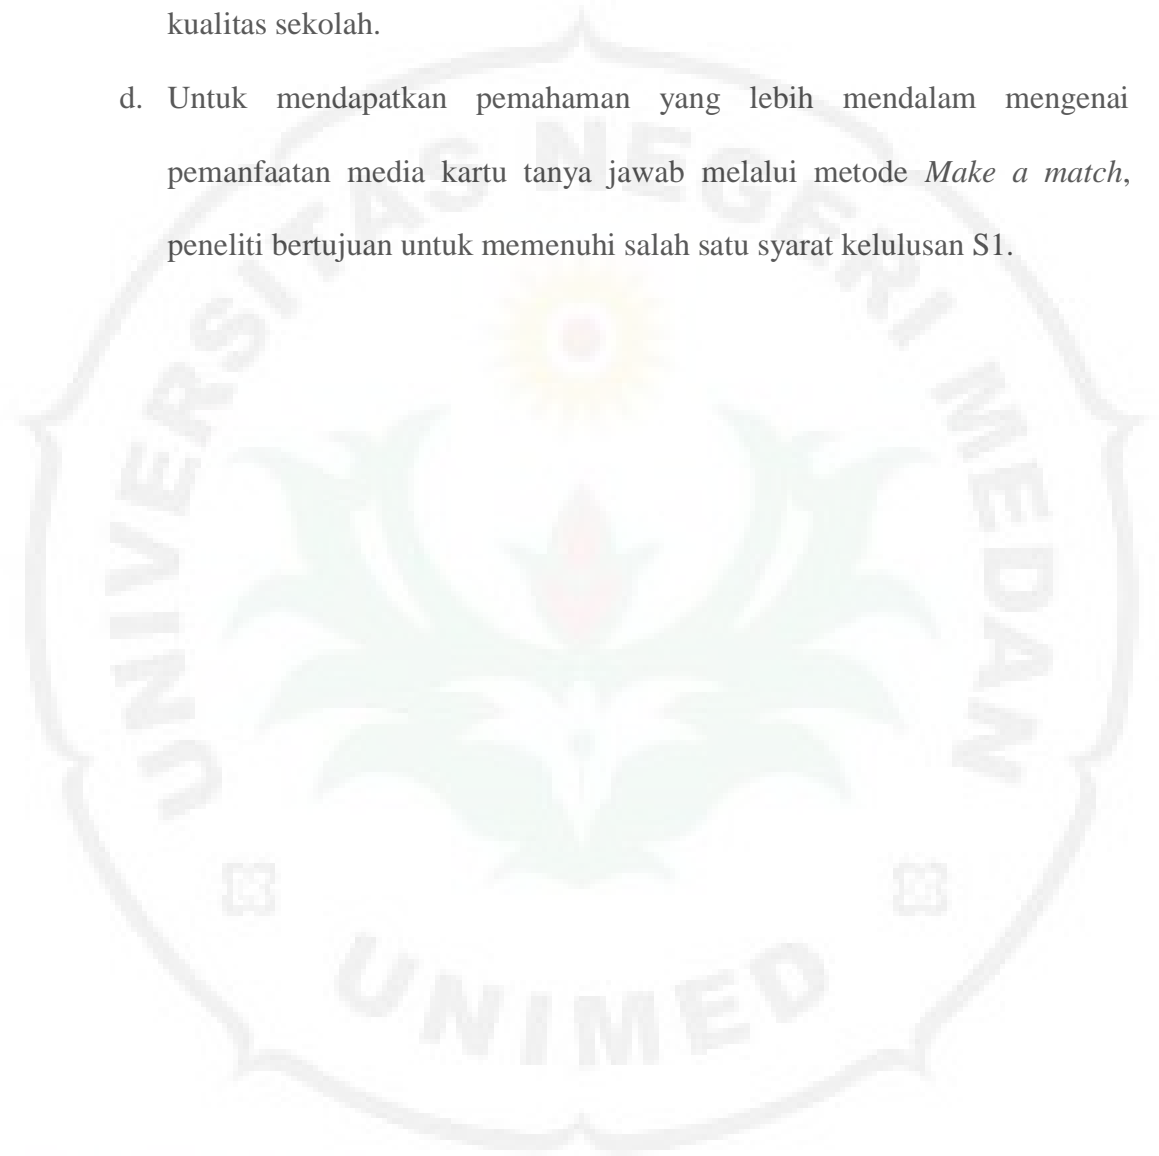 kualitas sekolah.
d. Untuk mendapatkan pemahaman yang lebih mendalam mengenai
pemanfaatan media kartu tanya jawab melalui metode Make a match,
peneliti bertujuan untuk memenuhi salah satu syarat kelulusan S1.
UNIVERSITAS NEGERI MEDAN
UNIMED